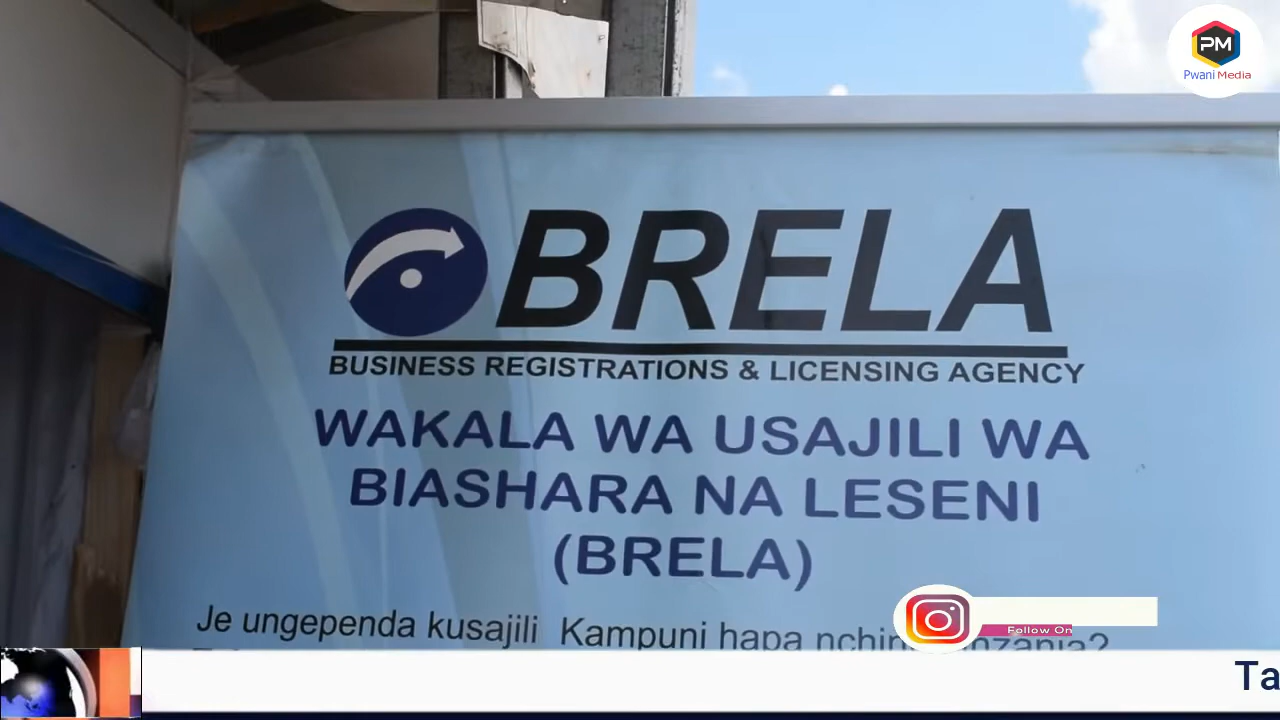 PM
Pwani Media
BRELA
BUSINESS REGISTRATIONS & LICENSING AGENCY
WAKALA WA USAJILI WA
BIASHARA NA LESENI
(BRELA)
Je ungependa kusajili Kampuni hapa
Follow On
Ta